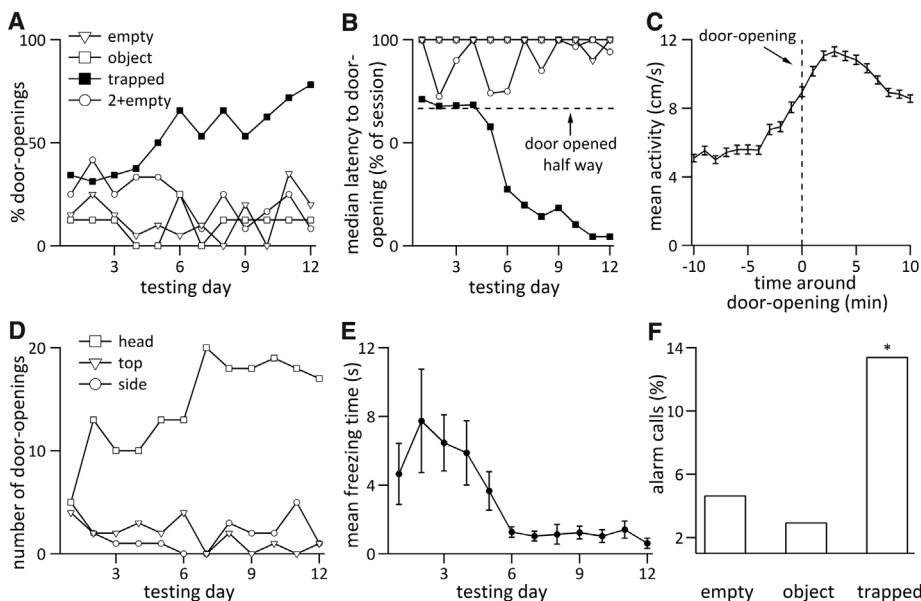 A
empty
object
trapped
2+empty
% door-openings
100
50
0
3
6
9
12
testing day
B
median latency to door-
opening (% of session)
100
0
0
door opened
half way
3
6
9
12
testing day
C
door-opening
mean activity (cm/s)
12
8
4
0
-10
-5
0
5
10
time around
door-opening (min)
D
head
top
side
number of door-openings
20
10
0
3
6
9
12
testing day
E
mean freezing time (s)
12
8
4
0
3
6
9
12
testing day
F
alarm calls (%)
14
10
6
2
*
empty
object
trapped